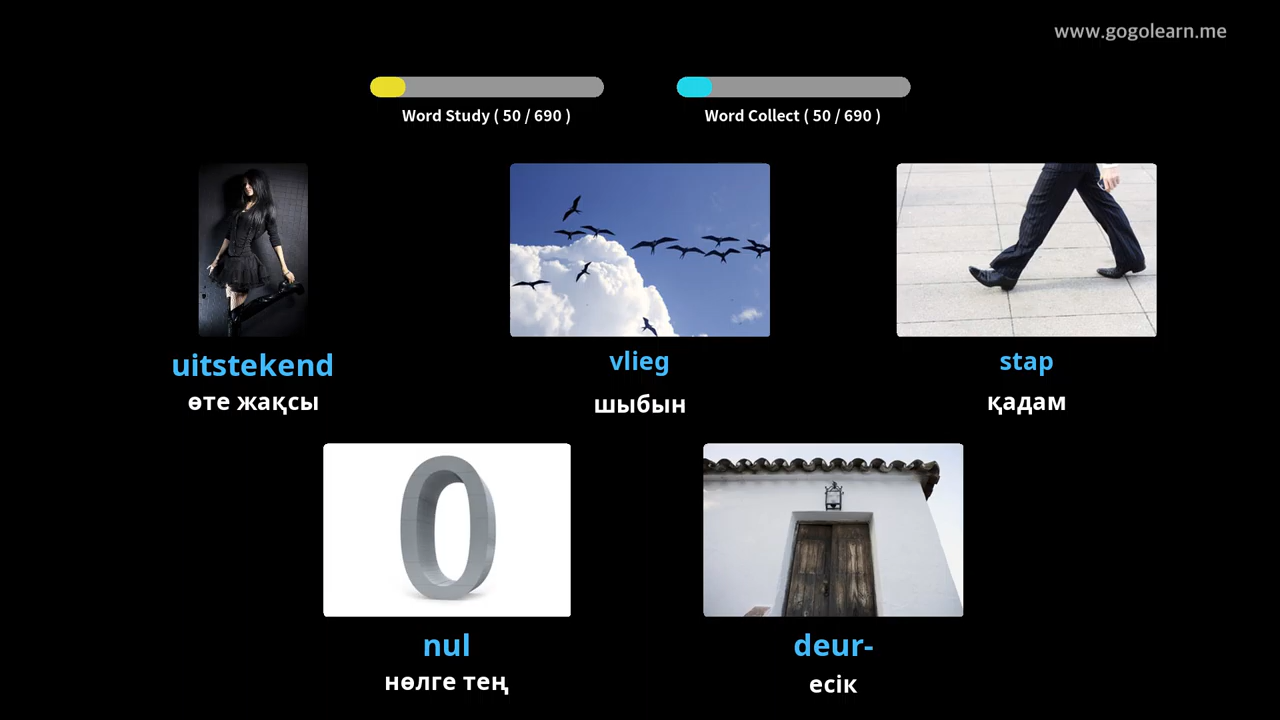 www.gogolearn.me
Word Study ( 50 / 690 )
Word Collect ( 50 / 690 )
uitstekend
өте жақсы
vlieg
шыбын
stap
қадам
nul
нөлге тең
deur-
есік